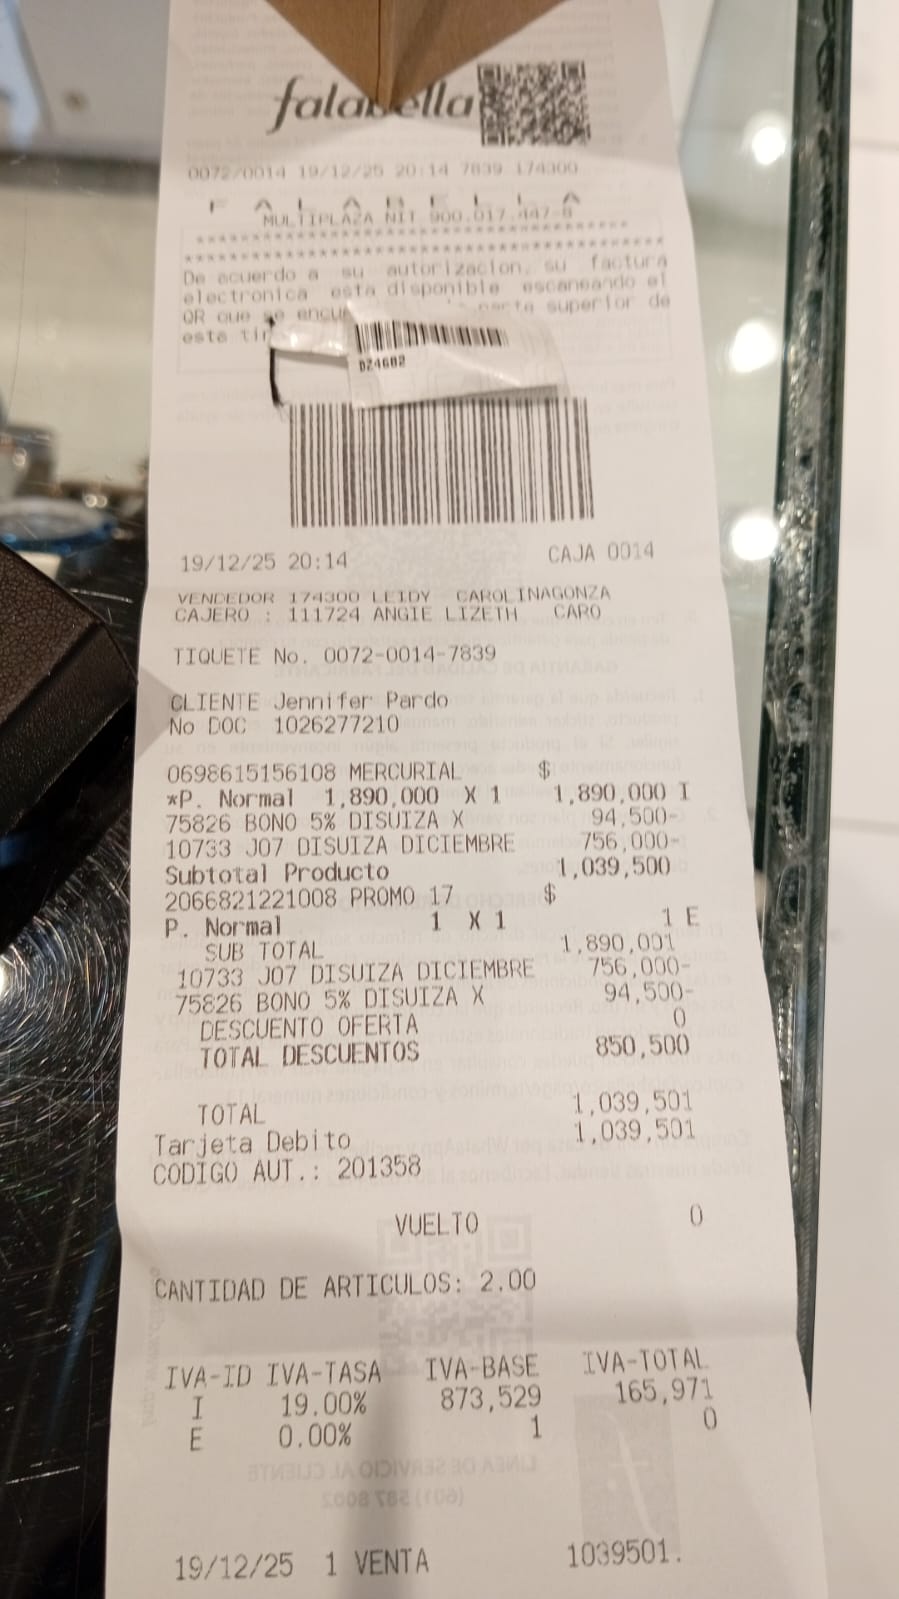 falabella
0072/0014 19/12/25 20:14 7839 174300
F A L A B E L L A
MULTIPLAZA NIT 900.017.447-8
****************************************
****************************************
De acuerdo a su autorizacion, su factura
electronica esta disponible escaneando el
QR que se superior de
este
DZ4682
19/12/25 20:14 CAJA 0014
VENDEDOR 174300 LEIDY CAROLINAGONZA
CAJERO : 111724 ANGIE LIZETH CARO
TIQUETE No. 0072-0014-7839
CLIENTE Jennifer Pardo
No DOC 1026277210
0698615156108 MERCURIAL $
*P. Normal 1,890,000 X 1 1,890,000 I
75826 BONO 5% DISUIZA X 94,500-
10733 J07 DISUIZA DICIEMBRE 756,000-
Subtotal Producto 1,039,500
2066821221008 PROMO 17 $
P. Normal 1 X 1 1 E
SUB TOTAL 1,890,001
10733 J07 DISUIZA DICIEMBRE 756,000-
75826 BONO 5% DISUIZA X 94,500-
DESCUENTO OFERTA 0
TOTAL DESCUENTOS 850,500
TOTAL 1,039,501
Tarjeta Debito 1,039,501
CODIGO AUT.: 201358
VUELTO 0
CANTIDAD DE ARTICULOS: 2.00
IVA-ID IVA-TASA IVA-BASE IVA-TOTAL
I 19.00% 873,529 165,971
E 0.00% 1 0
19/12/25 1 VENTA 1039501.